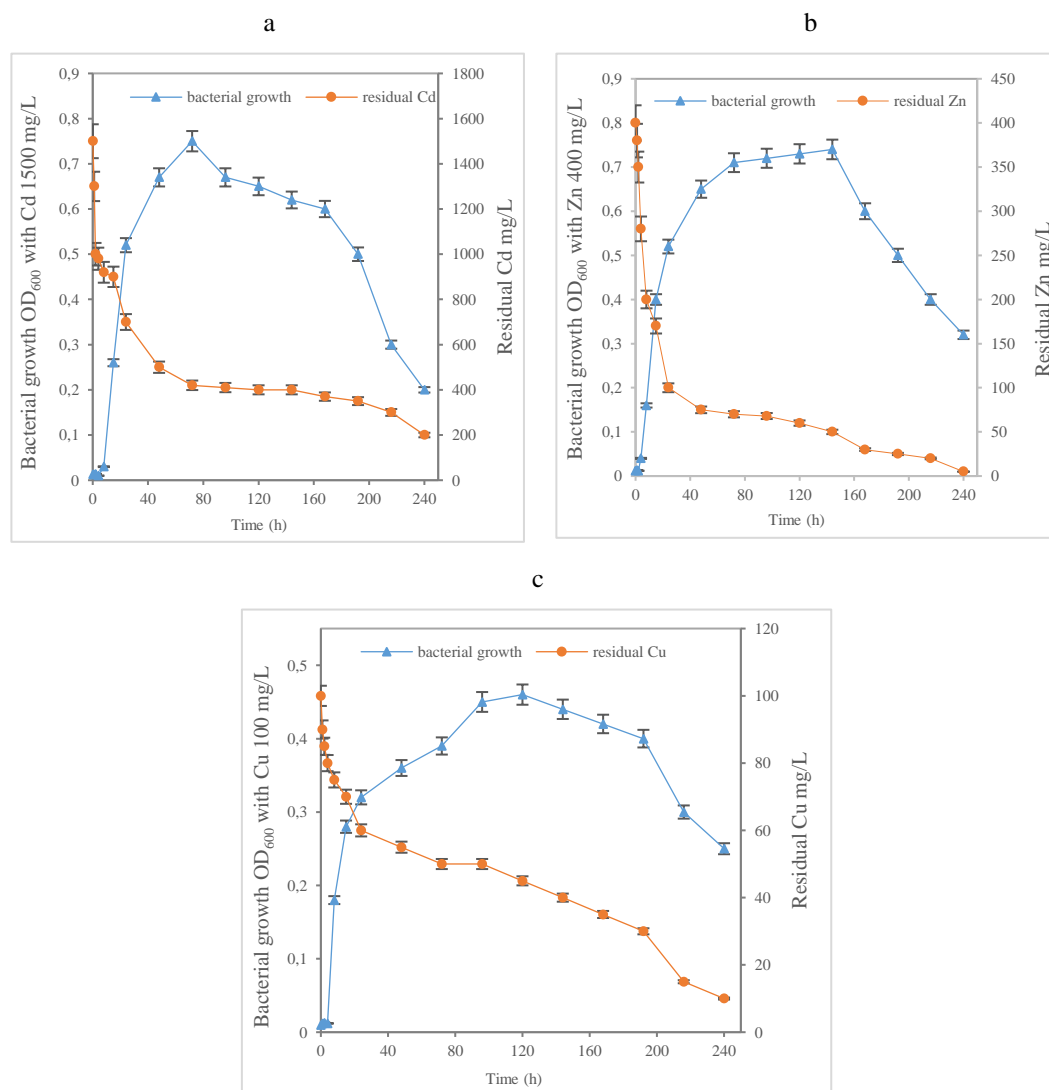 a
bacterial growth residual Cd
Bacterial growth OD600 with Cd 1500 mg/L
0,9
0,8
0,7
0,6
0,5
0,4
0,3
0,2
0,1
0
1800
1600
1400
1200
1000
800
600
400
200
0
Residual Cd mg/L
0 40 80 120 160 200 240
Time (h)
b
bacterial growth residual Zn
Bacterial growth OD600 with Zn 400 mg/L
0,9
0,8
0,7
0,6
0,5
0,4
0,3
0,2
0,1
0
450
400
350
300
250
200
150
100
50
0
Residual Zn mg/L
0 40 80 120 160 200 240
Time (h)
c
bacterial growth residual Cu
Bacterial growth OD600 with Cu 100 mg/L
0,5
0,4
0,3
0,2
0,1
0
120
100
80
60
40
20
0
Residual Cu mg/L
0 40 80 120 160 200 240
Time (h)